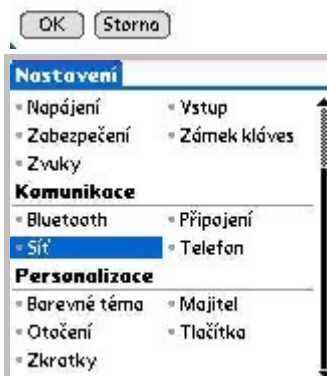 OK Storno
Nastavení
Napájení Vstup
Zabezpečení Zámek kláves
Zvuky
Komunikace
Bluetooth Připojení
Síť Telefon
Personalizace
Barevné téma Majitel
Otočení Tlačítka
Zkratky